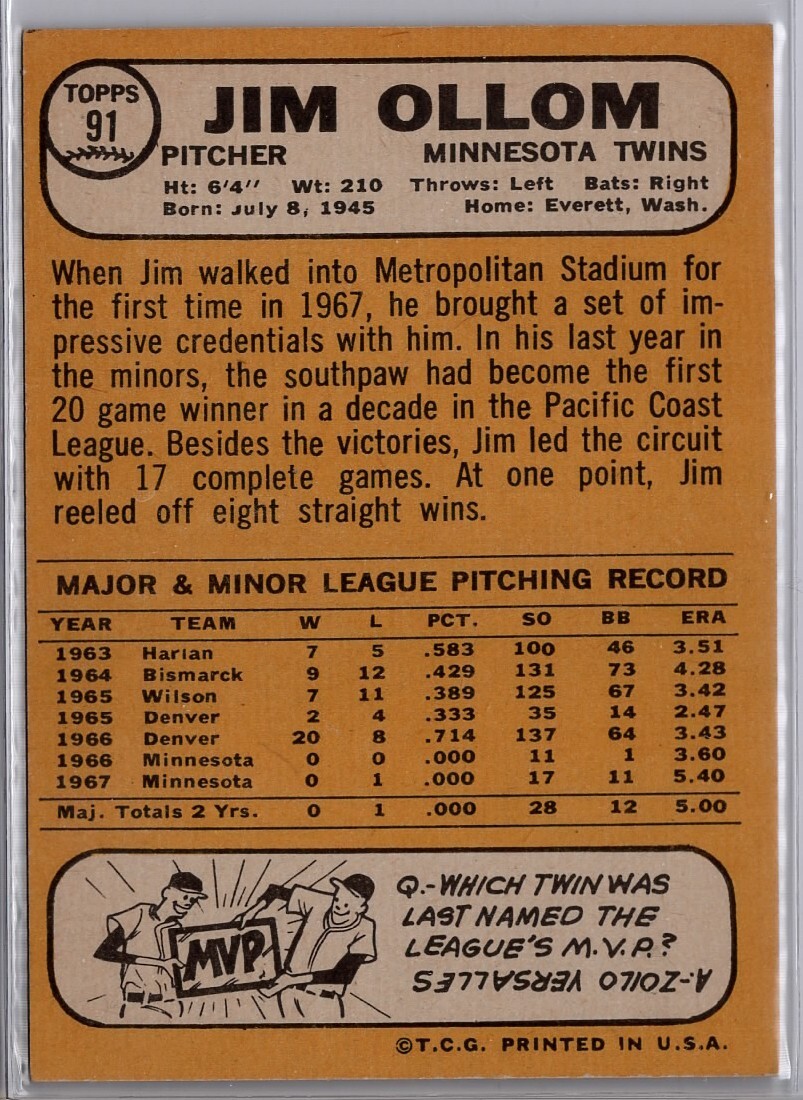 TOPPS
91
JIM OLLOM
PITCHER MINNESOTA TWINS
Ht: 6'4" Wt: 210 Throws: Left Bats: Right
Born: July 8, 1945 Home: Everett, Wash.
When Jim walked into Metropolitan Stadium for
the first time in 1967, he brought a set of im-
pressive credentials with him. In his last year in
the minors, the southpaw had become the first
20 game winner in a decade in the Pacific Coast
League. Besides the victories, Jim led the circuit
with 17 complete games. At one point, Jim
reeled off eight straight wins.
MAJOR & MINOR LEAGUE PITCHING RECORD
YEAR TEAM W L PCT. SO BB ERA
1963 Harlan 7 5 .583 100 46 3.51
1964 Bismarck 9 12 .429 131 73 4.28
1965 Wilson 7 11 .389 125 67 3.42
1965 Denver 2 4 .333 35 14 2.47
1966 Denver 20 8 .714 137 64 3.43
1966 Minnesota 0 0 .000 11 1 3.60
1967 Minnesota 0 1 .000 17 11 5.40
Maj. Totals 2 Yrs. 0 1 .000 28 12 5.00
MVP
Q.-WHICH TWIN WAS
LAST NAMED THE
LEAGUE'S M.V.P.?
A-ZOILO VERSALLES
©T.C.G. PRINTED IN U.S.A.